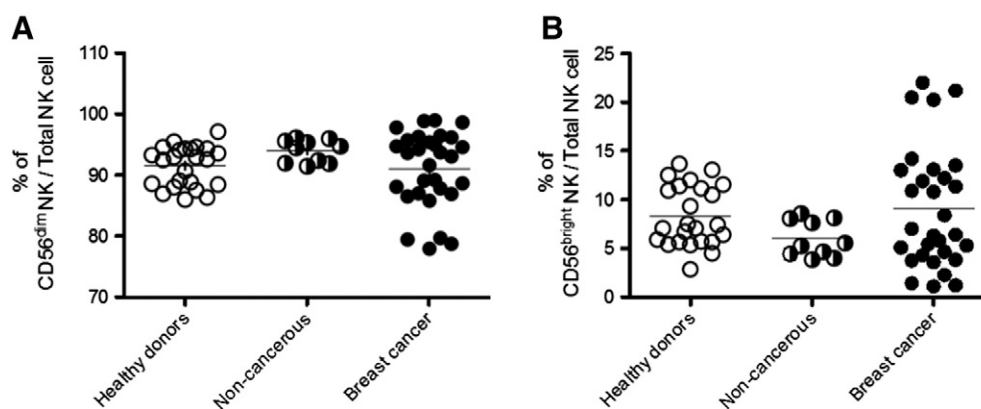 A
% of
CD56dim NK / Total NK cell
110
100
90
80
70
Healthy donors
Non-cancerous
Breast cancer
B
% of
CD56bright NK / Total NK cell
25
20
15
10
5
0
Healthy donors
Non-cancerous
Breast cancer